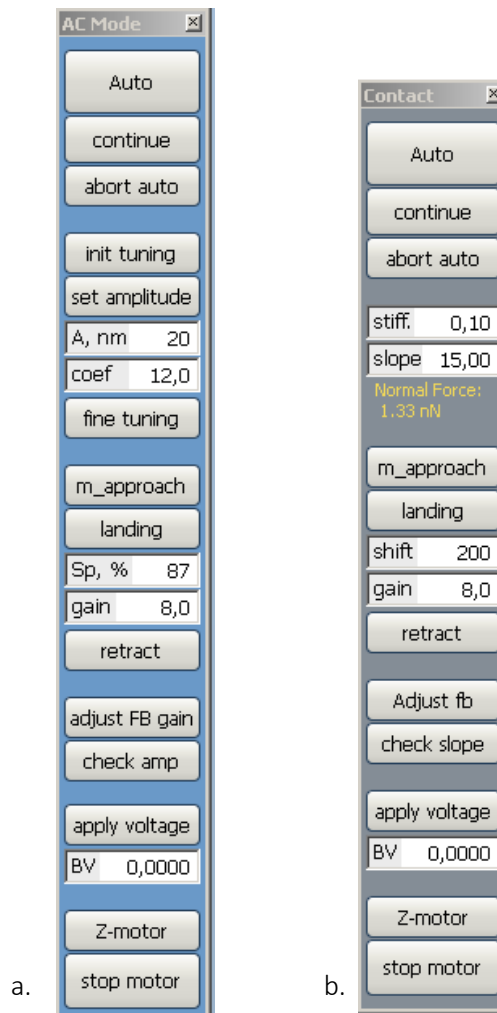 AC Mode
Auto
continue
abort auto
init tuning
set amplitude
A, nm 20
coef 12,0
fine tuning
m_approach
landing
Sp, % 87
gain 8,0
retract
adjust FB gain
check amp
apply voltage
BV 0,0000
Z-motor
stop motor
a.
Contact
Auto
continue
abort auto
stiff. 0,10
slope 15,00
Normal Force:
1.33 nN
m_approach
landing
shift 200
gain 8,0
retract
Adjust fb
check slope
apply voltage
BV 0,0000
Z-motor
stop motor
b.